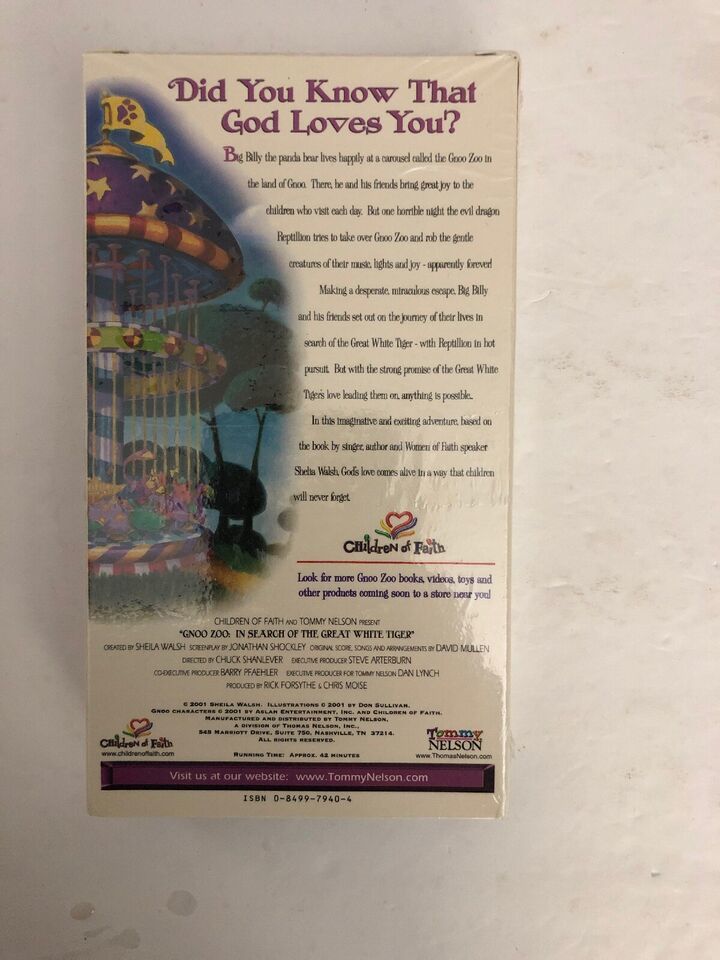 Did You Know That
God Loves You?
Big Billy the panda bear lives happily at a carousel called the Gnoo Zoo in
the land of Gnoo. There, he and his friends bring great joy to the
children who visit each day. But one horrible night the evil dragon
Reptillion tries to take over Gnoo Zoo and rob the gentle
creatures of their music, lights and joy - apparently forever!
Making a desperate, miraculous escape, Big Billy
and his friends set out on the journey of their lives in
search of the Great White Tiger - with Reptillion in hot
pursuit. But with the strong promise of the Great White
Tiger's love leading them on, anything is possible..
In this imaginative and exciting adventure, based on
the book by singer, author and Women of Faith speaker
Sheila Walsh, God's love comes alive in a way that children
will never forget.
Children of Faith
Look for more Gnoo Zoo books, videos, toys and
other products coming soon to a store near you!
CHILDREN OF FAITH AND TOMMY NELSON PRESENT
"GNOO ZOO: IN SEARCH OF THE GREAT WHITE TIGER"
CREATED BY SHEILA WALSH SCREENPLAY BY JONATHAN SHOCKLEY ORIGINAL SCORE, SONGS AND ARRANGEMENTS BY DAVID MULLEN
DIRECTED BY CHUCK SHANLEVER EXECUTIVE PRODUCER STEVE ARTERBURN
CO-EXECUTIVE PRODUCER BARRY PFAEHLER EXECUTIVE PRODUCER FOR TOMMY NELSON DAN LYNCH
PRODUCED BY RICK FORSYTHE & CHRIS MOISE
© 2001 SHEILA WALSH. ILLUSTRATIONS © 2001 BY DON SULLIVAN.
GNOO CHARACTERS © 2001 BY ASLAN ENTERTAINMENT, INC. AND CHILDREN OF FAITH.
MANUFACTURED AND DISTRIBUTED BY TOMMY NELSON,
A DIVISION OF THOMAS NELSON, INC.,
545 MARRIOTT DRIVE, SUITE 750, NASHVILLE, TN 37214.
ALL RIGHTS RESERVED.
Children of Faith
www.childrenoffaith.com
RUNNING TIME: APPROX. 42 MINUTES
Tommy
NELSON
www.ThomasNelson.com
Visit us at our website: www.TommyNelson.com
ISBN 0-8499-7940-4